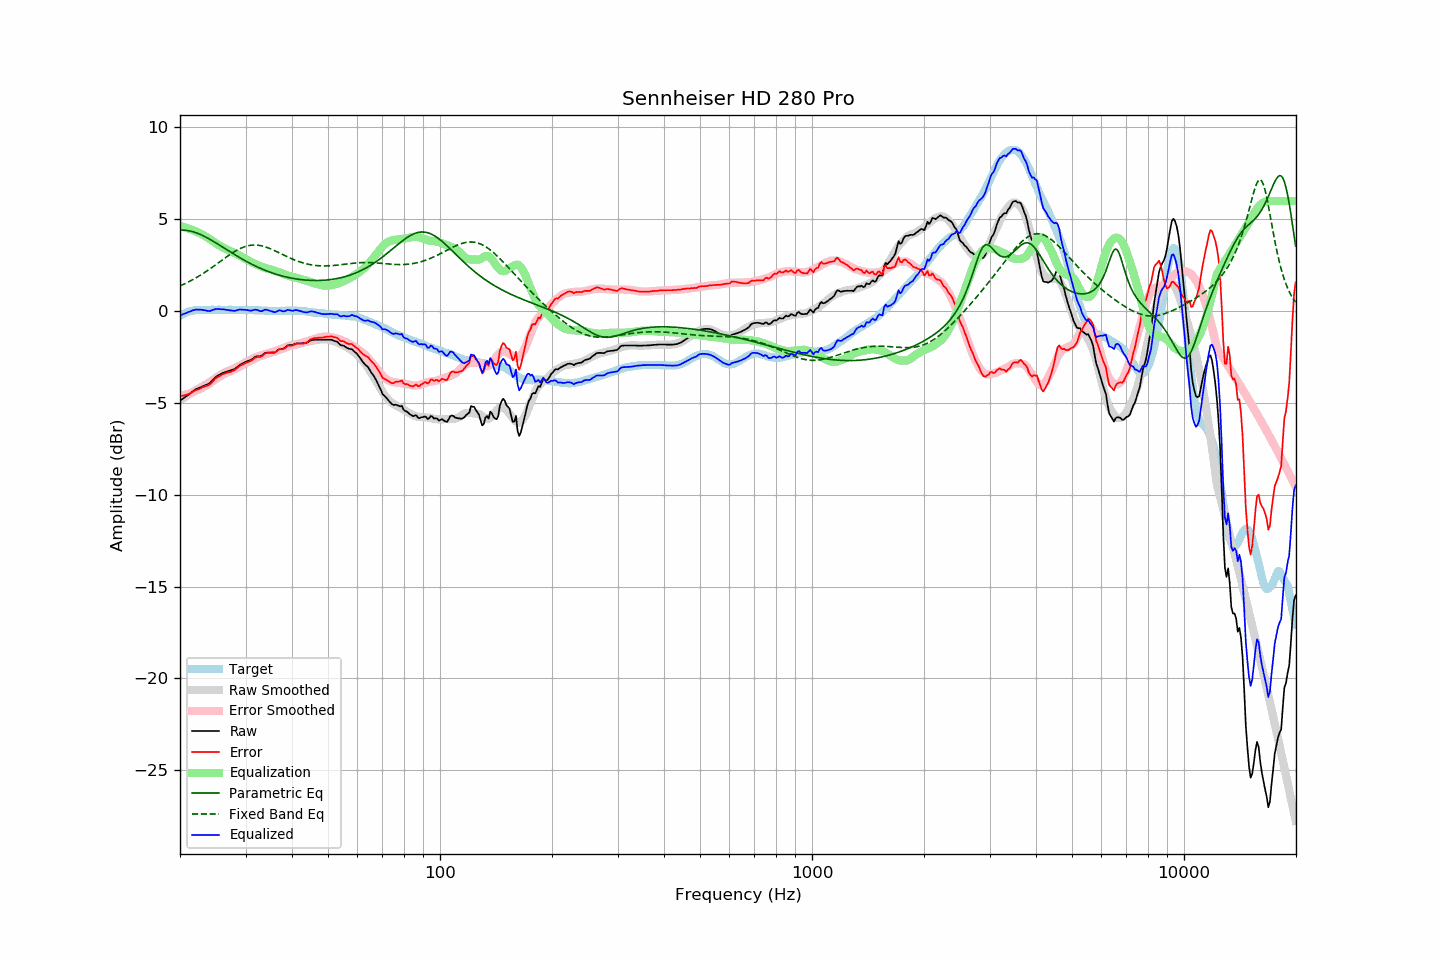 Sennheiser HD 280 Pro
10
5
0
−5
−10
−15
−20
−25
Amplitude (dBr)
Target
Raw Smoothed
Error Smoothed
Raw
Error
Equalization
Parametric Eq
Fixed Band Eq
Equalized
100
1000
10000
Frequency (Hz)